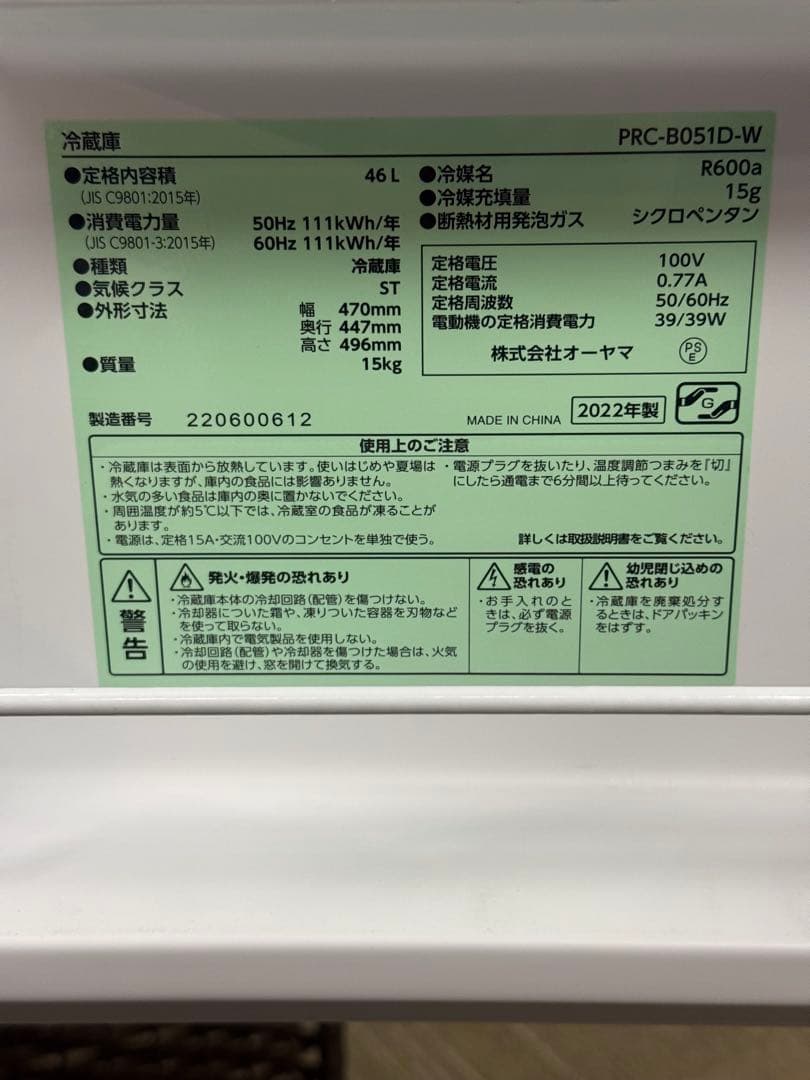 冷蔵庫 PRC-B051D-W
●定格内容積 46L
(JIS C9801:2015年)
●消費電力量 50Hz 111kWh/年
(JIS C9801-3:2015年) 60Hz 111kWh/年
●種類 冷蔵庫
●気候クラス ST
●外形寸法 幅 470mm
奥行 447mm
高さ 496mm
●質量 15kg
●冷媒名 R600a
●冷媒充填量 15g
●断熱材用発泡ガス シクロペンタン
定格電圧 100V
定格電流 0.77A
定格周波数 50/60Hz
電動機の定格消費電力 39/39W
株式会社オーヤマ PSE
製造番号 220600612
MADE IN CHINA 2022年製 G
使用上のご注意
・冷蔵庫は表面から放熱しています。使いはじめや夏場は
熱くなりますが、庫内の食品には影響ありません。
・水気の多い食品は庫内の奥に置かないでください。
・周囲温度が約5℃以下では、冷蔵室の食品が凍ることが
あります。
・電源は、定格15A・交流100Vのコンセントを単独で使う。
・電源プラグを抜いたり、温度調節つまみを「切」
にしたら通電まで6分間以上待ってください。
詳しくは取扱説明書をご覧ください。
警告
発火・爆発の恐れあり
・冷蔵庫本体の冷却回路(配管)を傷つけない。
・冷却器についた霜や、凍りついた容器を刃物など
を使って取らない。
・冷蔵庫内で電気製品を使用しない。
・冷却回路(配管)や冷却器を傷つけた場合は、火気
の使用を避け、窓を開けて換気する。
感電の
恐れあり
・お手入れのと
きは、必ず電源
プラグを抜く。
幼児閉じ込めの
恐れあり
・冷蔵庫を廃棄処分す
るときは、ドアパッキン
をはずす。